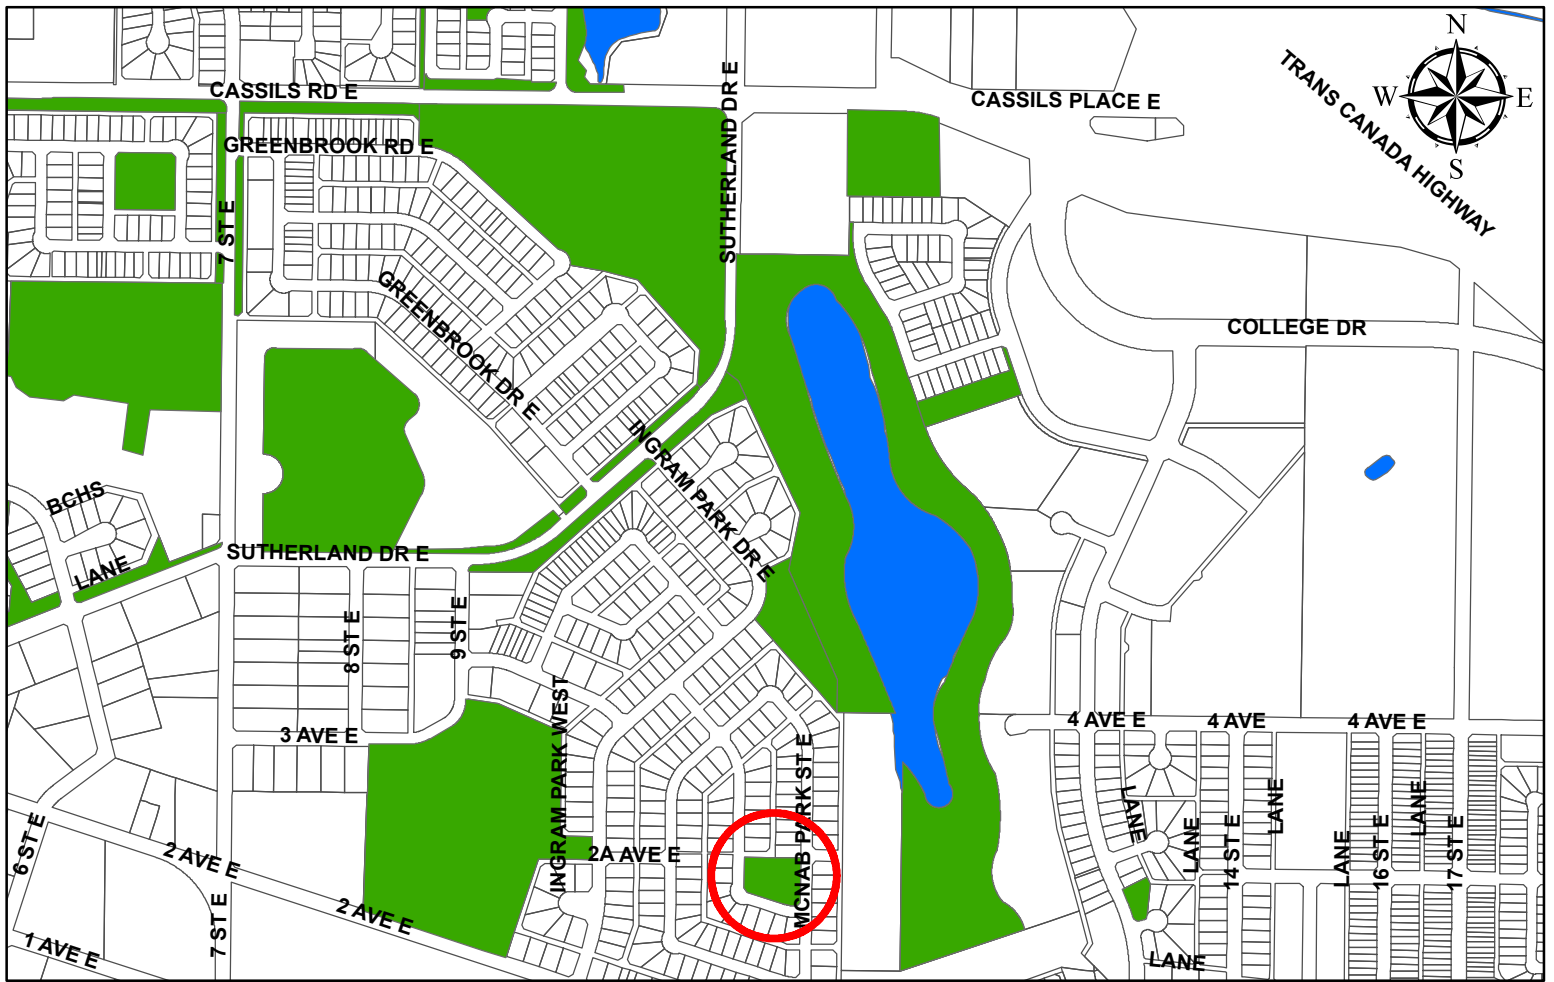 N
W E
S
TRANS CANADA HIGHWAY
CASSILS RD E
CASSILS PLACE E
GREENBROOK RD E
SUTHERLAND DR E
7 ST E
GREENBROOK DR E
COLLEGE DR
INGRAM PARK DR E
BCHS
LANE
SUTHERLAND DR E
8 ST E
9 ST E
3 AVE E
INGRAM PARK WEST
MCNAB PARK ST E
4 AVE E
4 AVE
4 AVE E
LANE
LANE
LANE
LANE
LANE
14 ST E
16 ST E
17 ST E
2A AVE E
6 ST E
2 AVE E
2 AVE E
7 ST E
1 AVE E
LANE